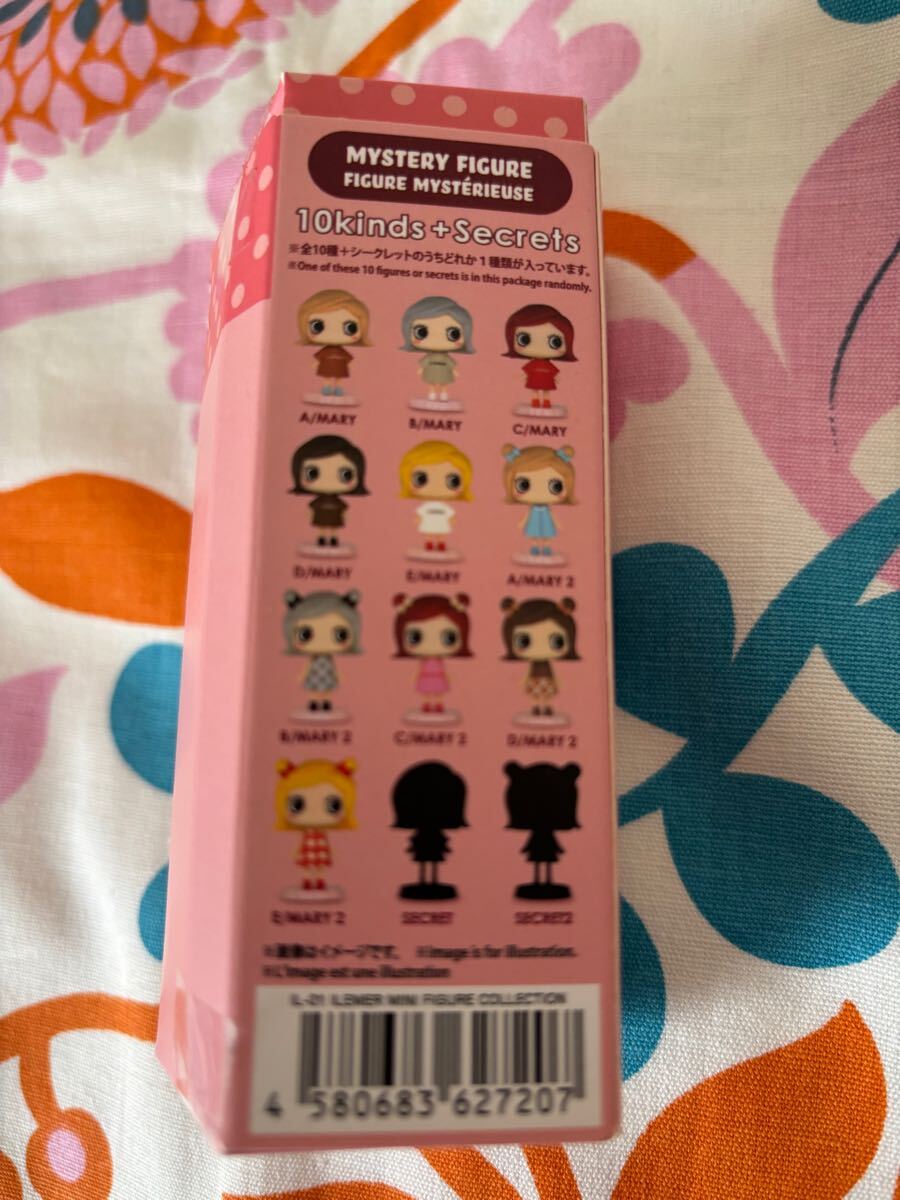 MYSTERY FIGURE
FIGURE MYSTÉRIEUSE
10kinds+Secrets
※全10種+シークレットのうちどれか1種類が入っています。
※One of these 10 figures or secrets is in this package randomly.
A/MARY B/MARY C/MARY
D/MARY E/MARY A/MARY 2
B/MARY 2 C/MARY 2 D/MARY 2
E/MARY 2 SECRET SECRET2
※画像はイメージです。 ※Image is for illustration.
※L'image est une illustration
IL-01 ILEMER MINI FIGURE COLLECTION
4 580683 627207